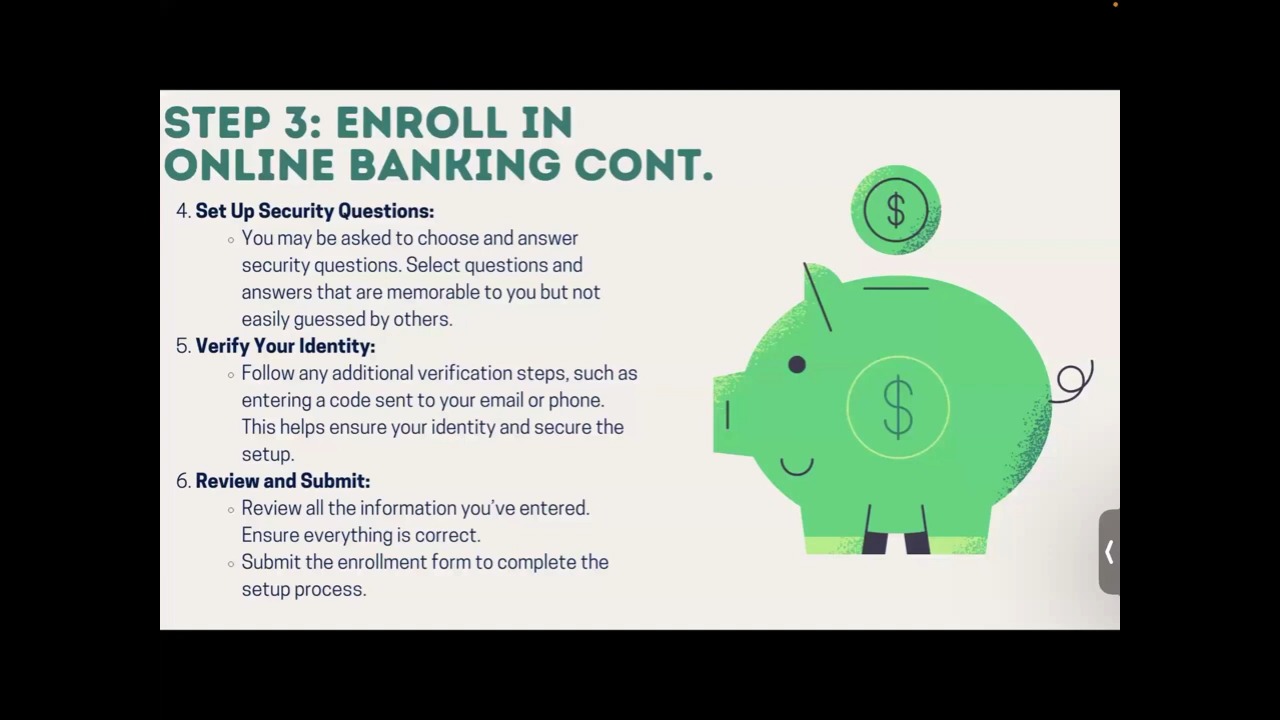 STEP 3: ENROLL IN
ONLINE BANKING CONT.
4. Set Up Security Questions:
◦ You may be asked to choose and answer
security questions. Select questions and
answers that are memorable to you but not
easily guessed by others.
5. Verify Your Identity:
◦ Follow any additional verification steps, such as
entering a code sent to your email or phone.
This helps ensure your identity and secure the
setup.
6. Review and Submit:
◦ Review all the information you’ve entered.
Ensure everything is correct.
◦ Submit the enrollment form to complete the
setup process.
$
$